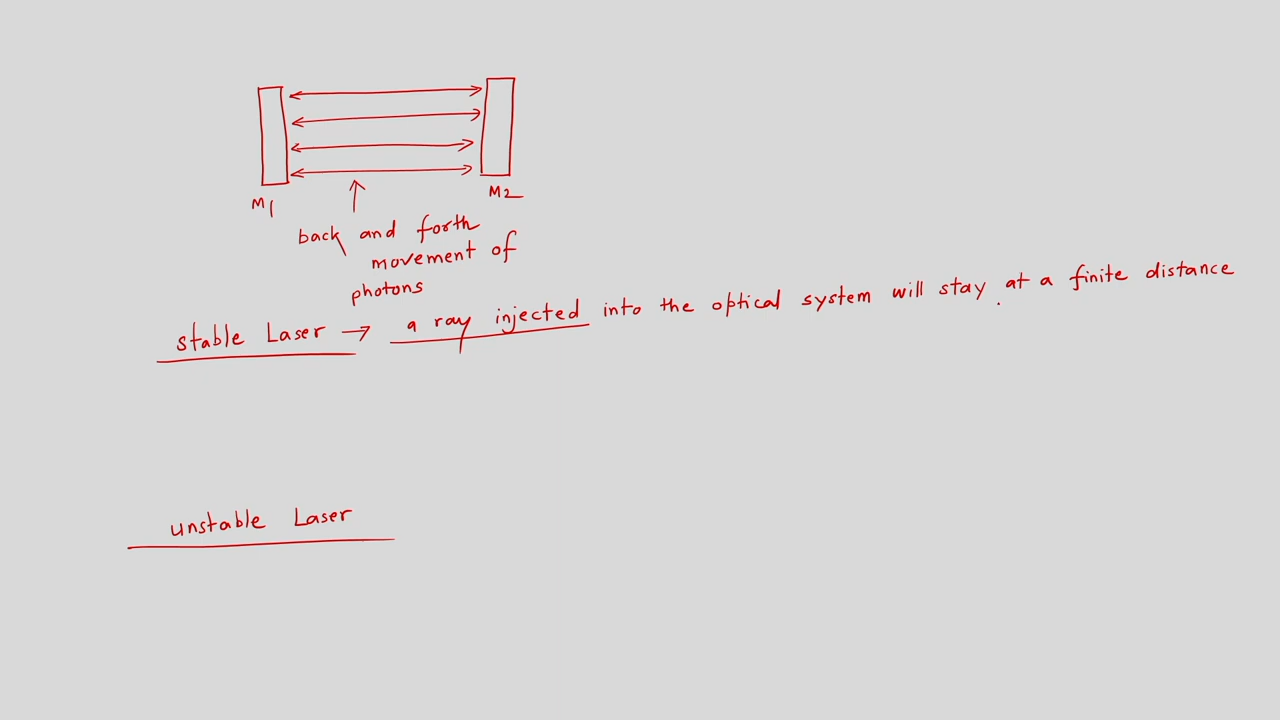 M1
M2
back and forth
movement of
photons
stable Laser → a ray injected into the optical system will stay at a finite distance
unstable Laser